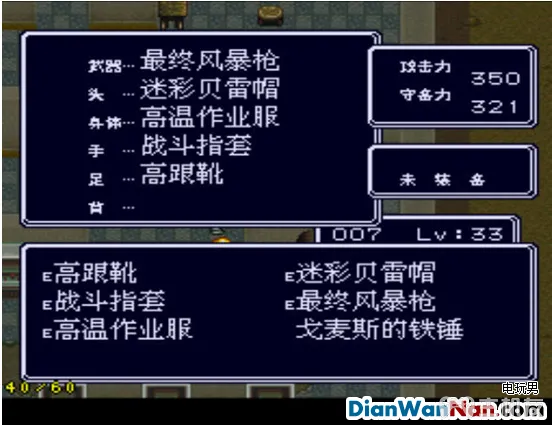 武器… 最终风暴枪
头 … 迷彩贝雷帽
身体… 高温作业服
手 … 战斗指套
足 … 高跟靴
背 …
攻击力 350
守备力 321
未 装 备
007 Lv:33
E高跟靴 E迷彩贝雷帽
E战斗指套 E最终风暴枪
E高温作业服 戈麦斯的铁锤
40/60
电玩男
DianWanNan.com